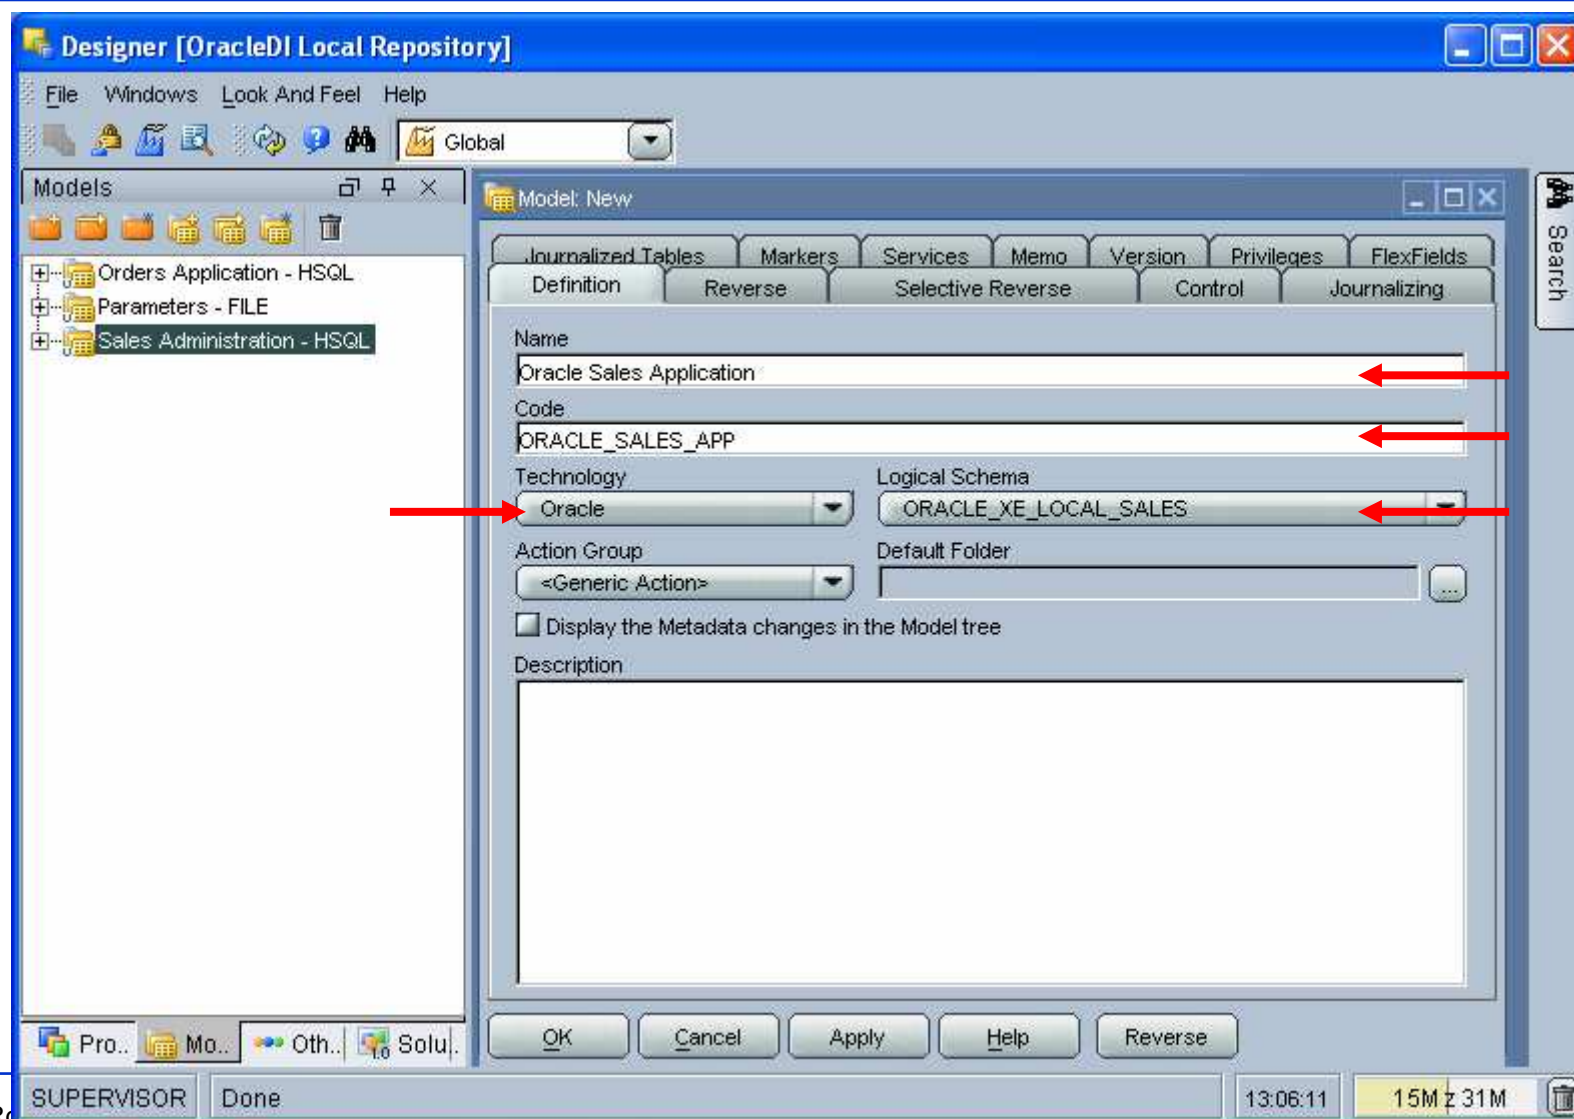 Designer [OracleDI Local Repository]
File Windows Look And Feel Help
Global
Models
Orders Application - HSQL
Parameters - FILE
Sales Administration - HSQL
Model: New
Journalized Tables Markers Services Memo Version Privileges FlexFields
Definition Reverse Selective Reverse Control Journalizing
Name
Oracle Sales Application
Code
ORACLE_SALES_APP
Technology Logical Schema
Oracle ORACLE_XE_LOCAL_SALES
Action Group Default Folder
<Generic Action> ...
Display the Metadata changes in the Model tree
Description
Search
OK Cancel Apply Help Reverse
Pro.. Mo.. Oth.. Solu.
SUPERVISOR Done 13:06:11 15M z 31M